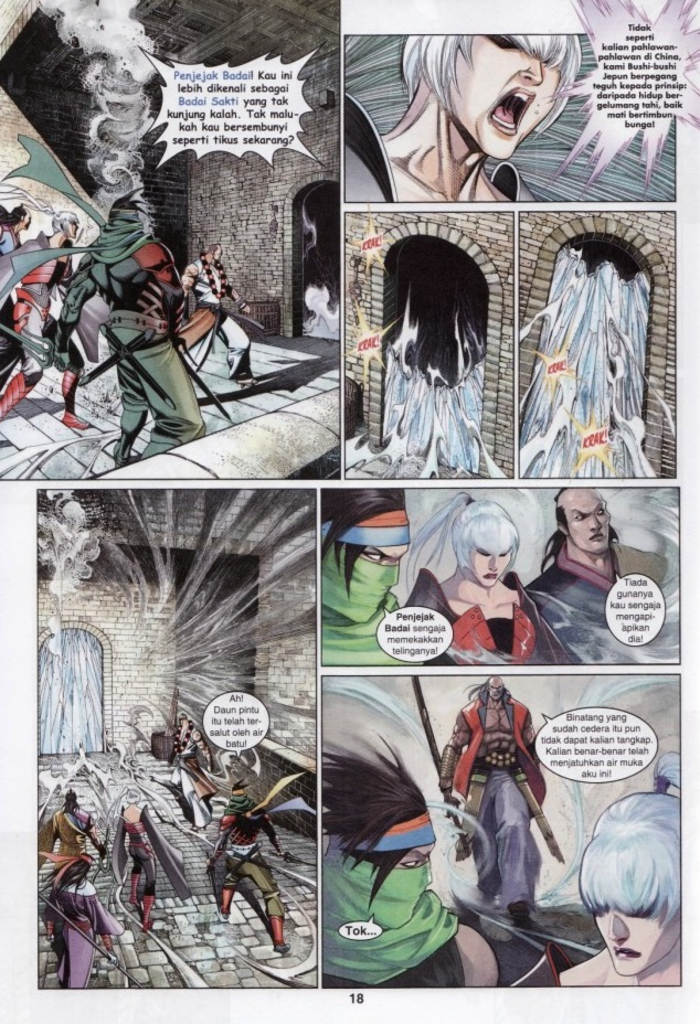 Penjejak Badai! Kau ini
lebih dikenali sebagai
Badai Sakti yang tak
kunjung kalah. Tak malu-
kah kau bersembunyi
seperti tikus sekarang?
Tidak
seperti
kalian pahlawan-
pahlawan di China,
kami Bushi-bushi
Jepun berpegang
teguh kepada prinsip:
daripada hidup ber-
gelumang tahi, baik
mati bertimbun
bunga!
KRAK!
KRAK!
KRAK!
KRAK!
Ah!
Daun pintu
itu telah ter-
salut oleh air
batu!
Penjejak
Badai sengaja
memekakkan
telinganya!
Tiada
gunanya
kau sengaja
mengapi-
apikan
dia!
Binatang yang
sudah cedera itu pun
tidak dapat kalian tangkap.
Kalian benar-benar telah
menjatuhkan air muka
aku ini!
Tok...
18